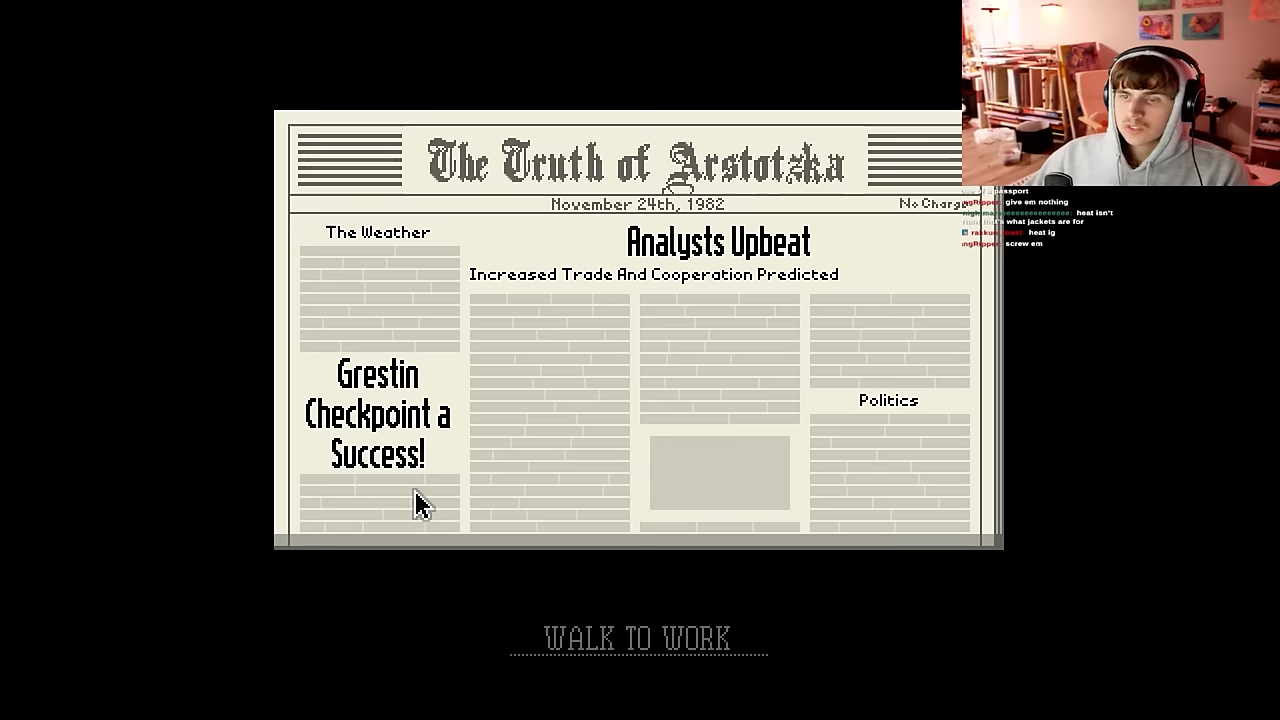 The Truth of Arstotzka
November 24th, 1982
No Charge
The Weather
Analysts Upbeat
Increased Trade And Cooperation Predicted
Grestin
Checkpoint a
Success!
Politics
WALK TO WORK
of a passport
give em nothing
heat isn't
that's what jackets are for
heat ig
screw em